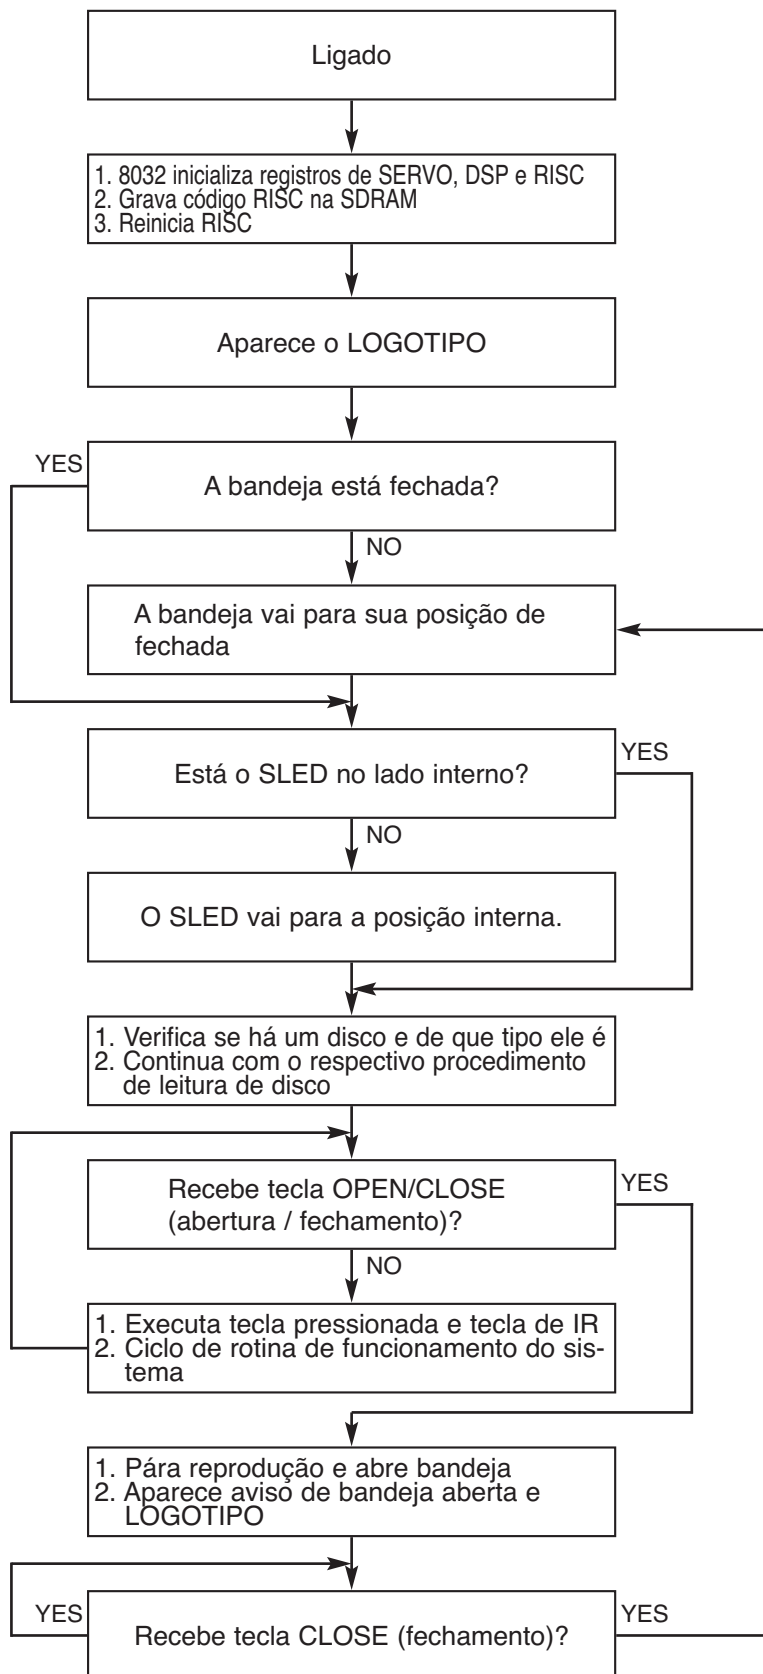 Ligado
1. 8032 inicializa registros de SERVO, DSP e RISC
2. Grava código RISC na SDRAM
3. Reinicia RISC
Aparece o LOGOTIPO
YES
A bandeja está fechada?
NO
A bandeja vai para sua posição de
fechada
Está o SLED no lado interno?
YES
NO
O SLED vai para a posição interna.
1. Verifica se há um disco e de que tipo ele é
2. Continua com o respectivo procedimento
de leitura de disco
Recebe tecla OPEN/CLOSE
(abertura / fechamento)?
YES
NO
1. Executa tecla pressionada e tecla de IR
2. Ciclo de rotina de funcionamento do sis-
tema
1. Pára reprodução e abre bandeja
2. Aparece aviso de bandeja aberta e
LOGOTIPO
YES
Recebe tecla CLOSE (fechamento)?
YES